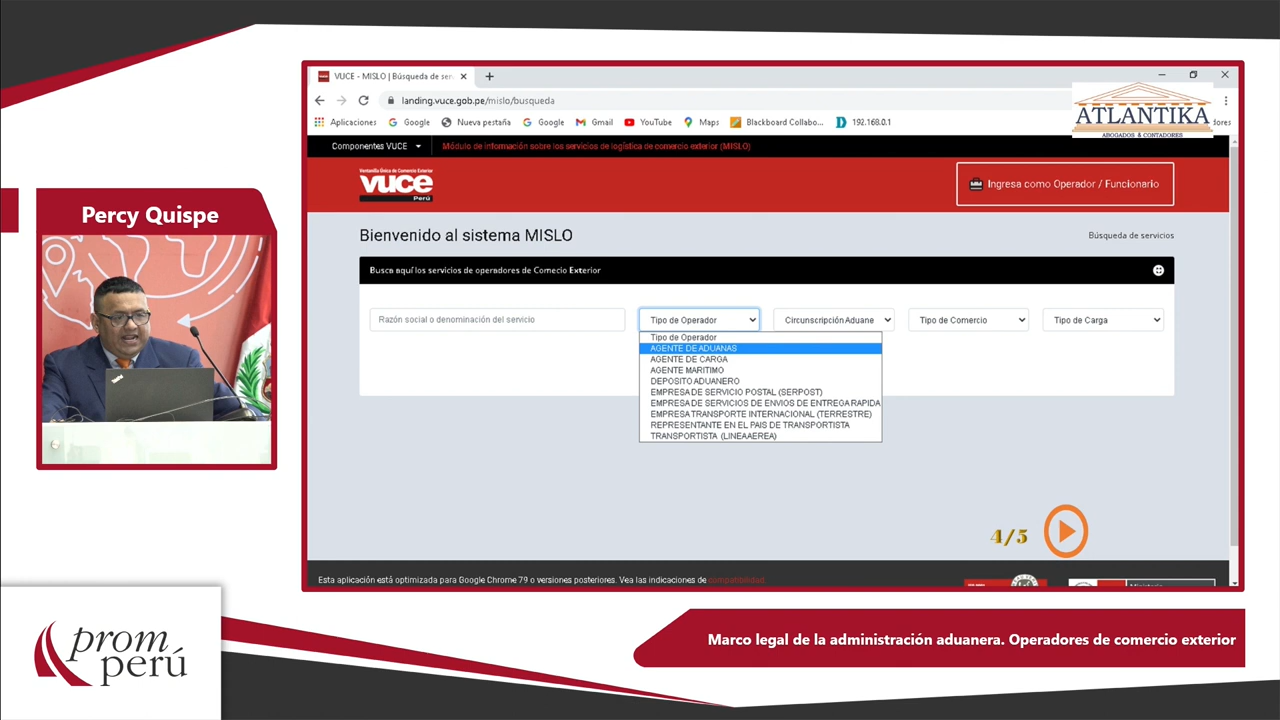 VUCE - MISLO | Búsqueda de ser
landing.vuce.gob.pe/mislo/busqueda
Aplicaciones Google Nueva pestaña Google Gmail YouTube Maps Blackboard Collabo... 192.168.0.1
ATLANTIKA
ABOGADOS & CONTADORES
dores
Componentes VUCE Módulo de información sobre los servicios de logística de comercio exterior (MISLO)
Ventanilla Única de Comercio Exterior
vuce
Perú
Ingresa como Operador / Funcionario
Percy Quispe
Bienvenido al sistema MISLO
Búsqueda de servicios
Busca aquí los servicios de operadores de Comecio Exterior
Razón social o denominación del servicio Tipo de Operador Circunscripción Aduane Tipo de Comercio Tipo de Carga
Tipo de Operador
AGENTE DE ADUANAS
AGENTE DE CARGA
AGENTE MARITIMO
DEPOSITO ADUANERO
EMPRESA DE SERVICIO POSTAL (SERPOST)
EMPRESA DE SERVICIOS DE ENVIOS DE ENTREGA RAPIDA
EMPRESA TRANSPORTE INTERNACIONAL (TERRESTRE)
REPRESENTANTE EN EL PAIS DE TRANSPORTISTA
TRANSPORTISTA (LINEA AEREA)
4/5
Esta aplicación está optimizada para Google Chrome 79 o versiones posteriores. Vea las indicaciones de compatibilidad.
Marco legal de la administración aduanera. Operadores de comercio exterior
prom
perú